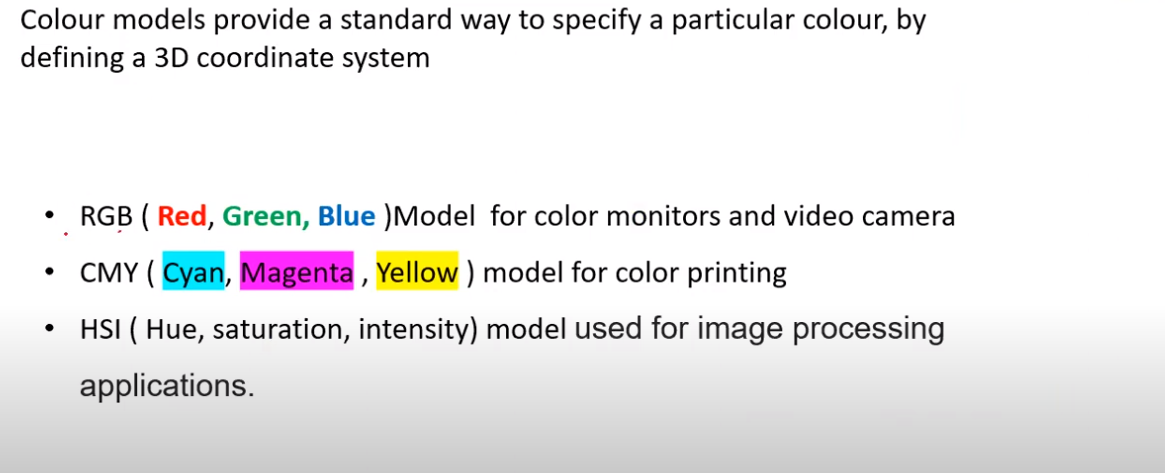 Colour models provide a standard way to specify a particular colour, by
defining a 3D coordinate system
• RGB ( Red, Green, Blue )Model  for color monitors and video camera
• CMY ( Cyan, Magenta , Yellow ) model for color printing
• HSI ( Hue, saturation, intensity) model used for image processing
applications.